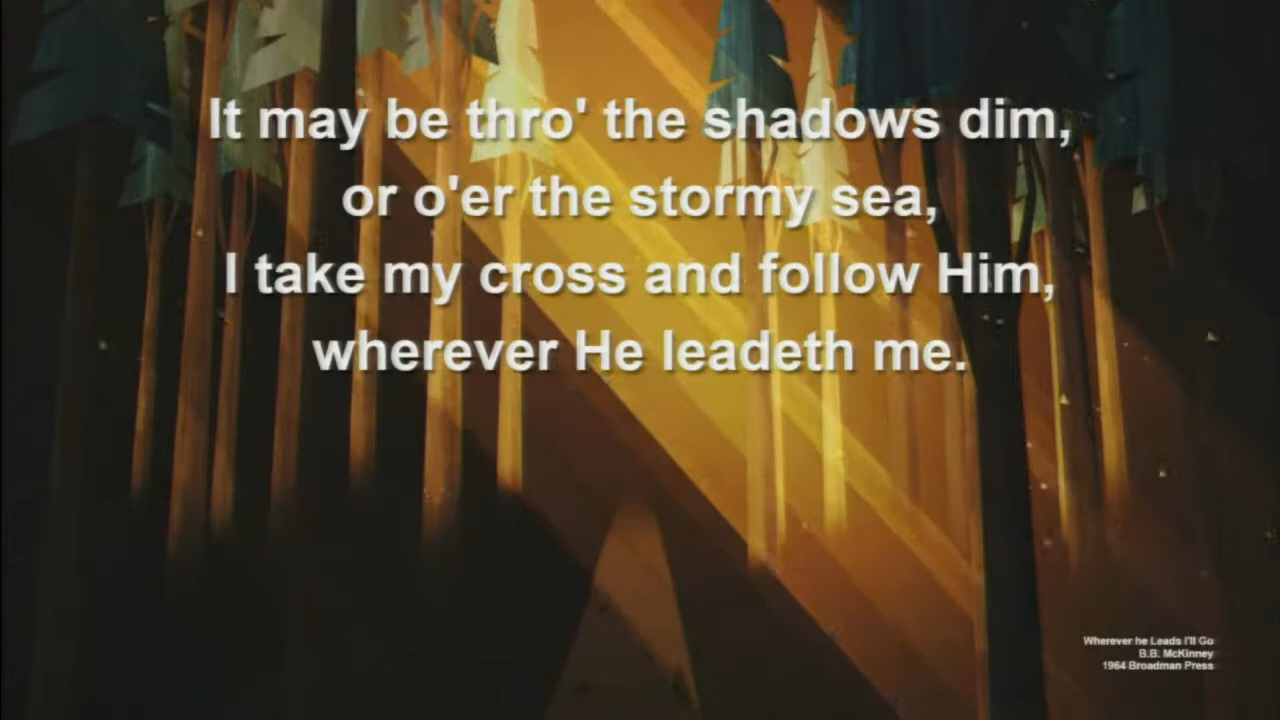 It may be thro' the shadows dim,
or o'er the stormy sea,
I take my cross and follow Him,
wherever He leadeth me.
Wherever he Leads I'll Go
B.B. McKinney
1964 Broadman Press